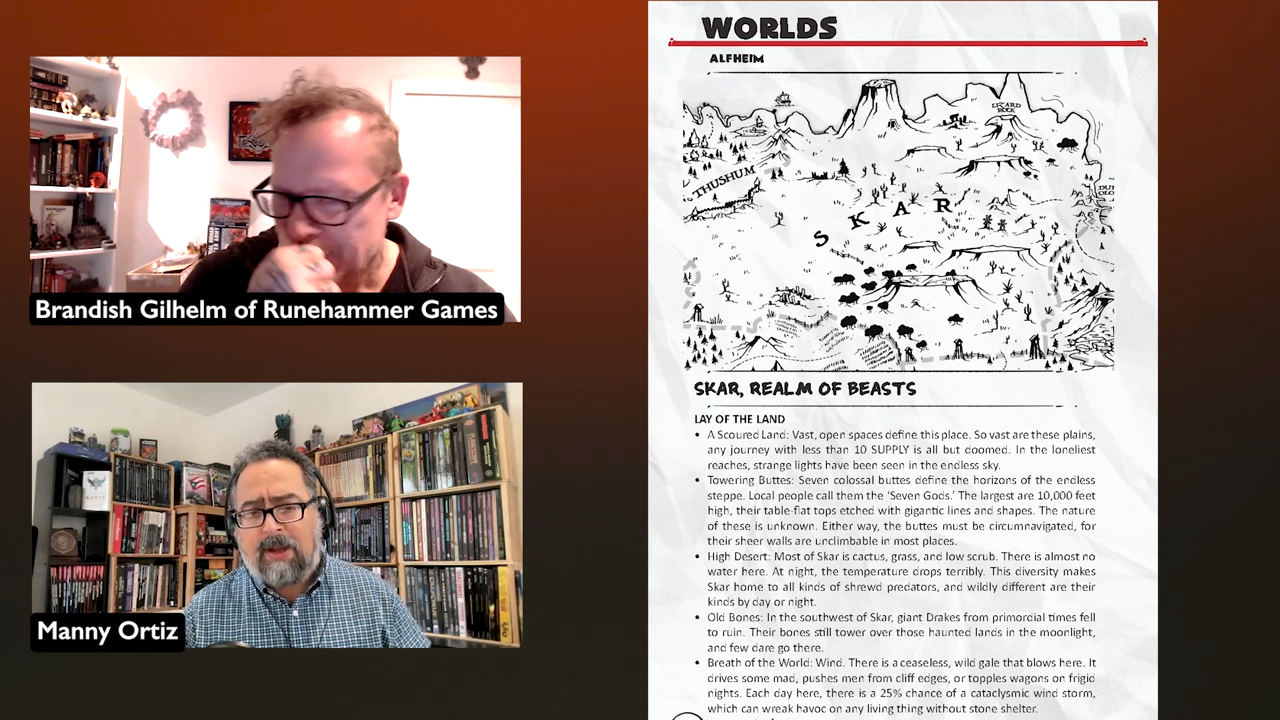 Brandish Gilhelm of Runehammer Games
Manny Ortiz
WORLDS
ALFHEIM
LIZARD
ROCK
THUSHUM
SKAR
SKAR, REALM OF BEASTS
LAY OF THE LAND
• A Scoured Land: Vast, open spaces define this place. So vast are these plains,
any journey with less than 10 SUPPLY is all but doomed. In the loneliest
reaches, strange lights have been seen in the endless sky.
• Towering Buttes: Seven colossal buttes define the horizons of the endless
steppe. Local people call them the ‘Seven Gods.’ The largest are 10,000 feet
high, their table-flat tops etched with gigantic lines and shapes. The nature
of these is unknown. Either way, the buttes must be circumnavigated, for
their sheer walls are unclimbable in most places.
• High Desert: Most of Skar is cactus, grass, and low scrub. There is almost no
water here. At night, the temperature drops terribly. This diversity makes
Skar home to all kinds of shrewd predators, and wildly different are their
kinds by day or night.
• Old Bones: In the southwest of Skar, giant Drakes from primordial times fell
to ruin. Their bones still tower over those haunted lands in the moonlight,
and few dare go there.
• Breath of the World: Wind. There is a ceaseless, wild gale that blows here. It
drives some mad, pushes men from cliff edges, or topples wagons on frigid
nights. Each day here, there is a 25% chance of a cataclysmic wind storm,
which can wreak havoc on any living thing without stone shelter.